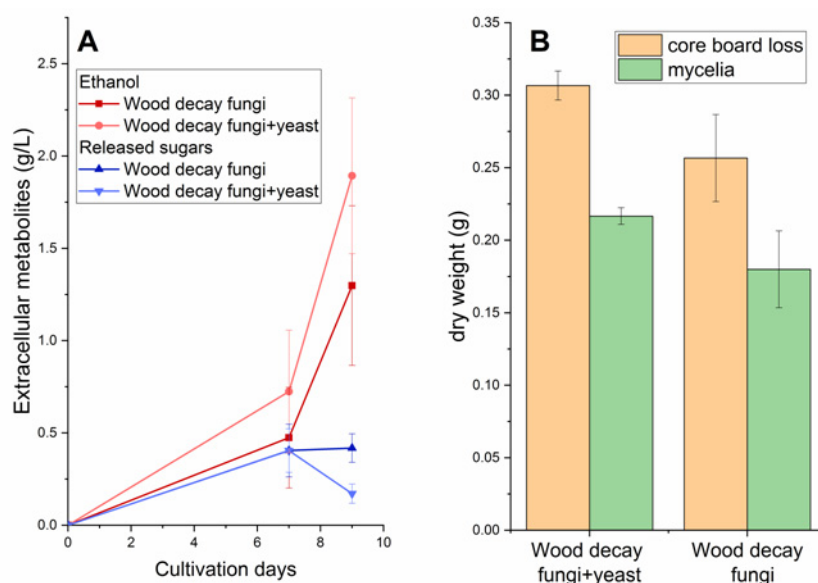 A
2.5
2.0
1.5
1.0
0.5
0.0
Extracellular metabolites (g/L)
Ethanol
Wood decay fungi
Wood decay fungi+yeast
Released sugars
Wood decay fungi
Wood decay fungi+yeast
0 2 4 6 8 10
Cultivation days
B
0.35
0.30
0.25
0.20
0.15
0.10
0.05
0.00
dry weight (g)
core board loss
mycelia
Wood decay
fungi+yeast
Wood decay
fungi